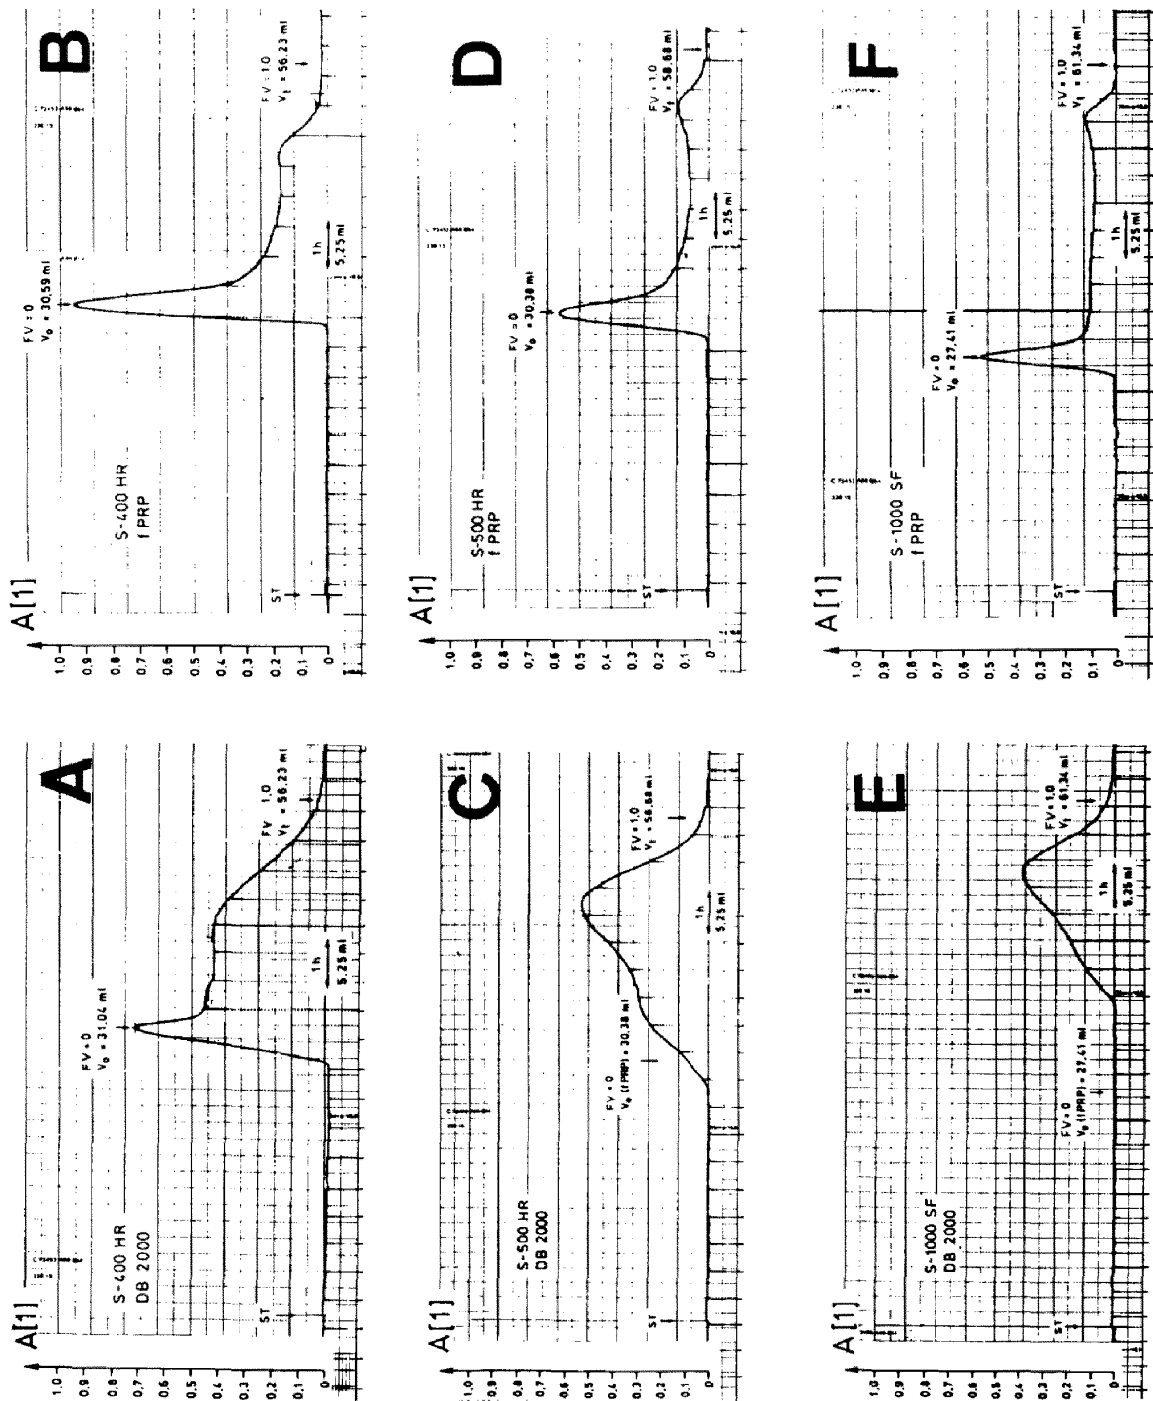 A
A[1]
1.0
0.9
0.8
0.7
0.6
0.5
0.4
0.3
0.2
0.1
0
S-400 HR
DB 2000
ST
FV=0
Vo = 31.04 ml
1h
5.25 ml
FV 1.0
Vt = 56.23 ml
B
A[1]
1.0
0.9
0.8
0.7
0.6
0.5
0.4
0.3
0.2
0.1
0
S-400 HR
fPRP
ST
FV=0
Vo = 30.59 ml
1h
5.25 ml
FV=1.0
Vt = 56.23 ml
C
A[1]
1.0
0.9
0.8
0.7
0.6
0.5
0.4
0.3
0.2
0.1
0
S-500 HR
DB 2000
ST
FV=0
Vo (fPRP) = 30.38 ml
1h
5.25 ml
FV=1.0
Vt = 58.68 ml
D
A[1]
1.0
0.9
0.8
0.7
0.6
0.5
0.4
0.3
0.2
0.1
0
S-500 HR
fPRP
ST
FV=0
Vo = 30.38 ml
1h
5.25 ml
FV=1.0
Vt = 58.68 ml
E
A[1]
1.0
0.9
0.8
0.7
0.6
0.5
0.4
0.3
0.2
0.1
0
S-1000 SF
DB 2000
ST
FV=0
Vo (fPRP) = 27.41 ml
1h
5.25 ml
FV=1.0
Vt = 61.34 ml
F
A[1]
1.0
0.9
0.8
0.7
0.6
0.5
0.4
0.3
0.2
0.1
0
S-1000 SF
fPRP
ST
FV=0
Vo = 27.41 ml
1h
5.25 ml
FV=1.0
Vt = 61.34 ml